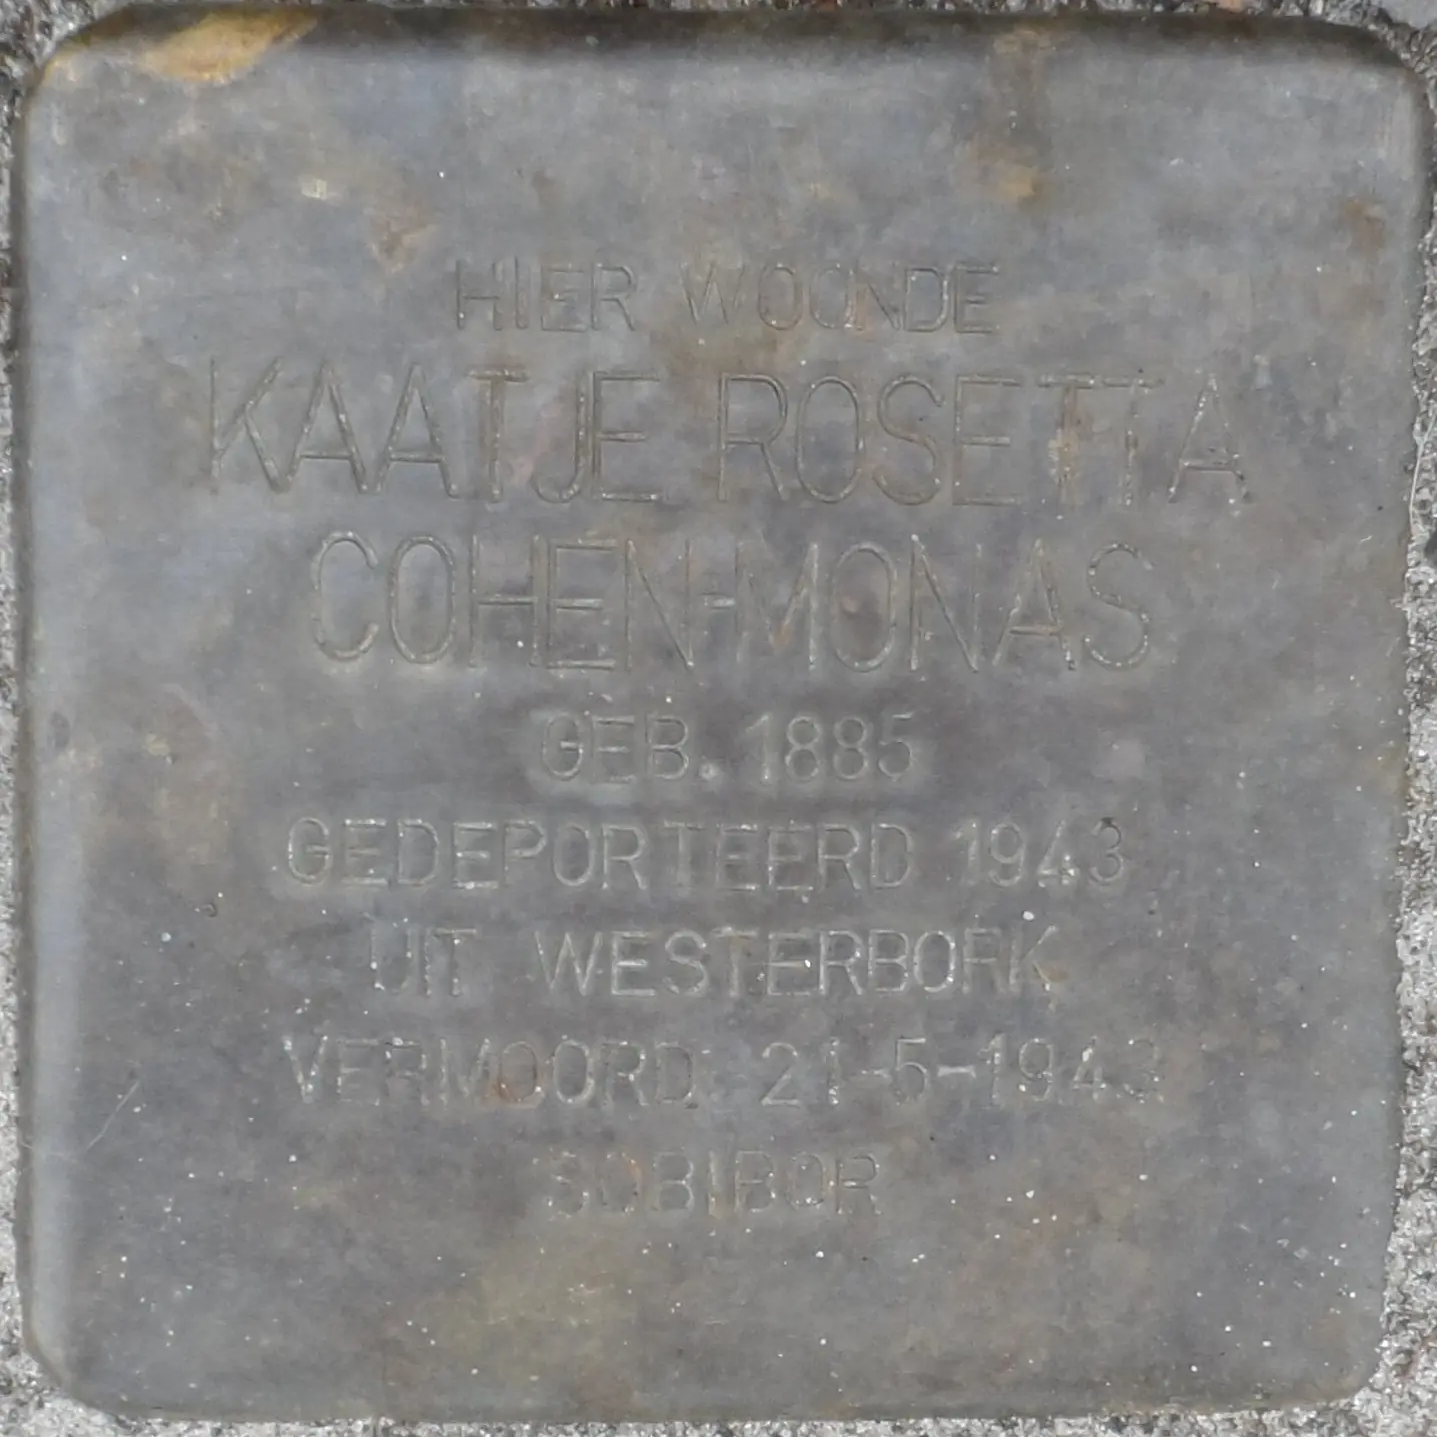 HIER WOONDE
KAATJE ROSETTA
COHEN-MONAS
GEB. 1885
GEDEPORTEERD 1943
UIT WESTERBORK
VERMOORD 21-5-1943
SOBIBOR